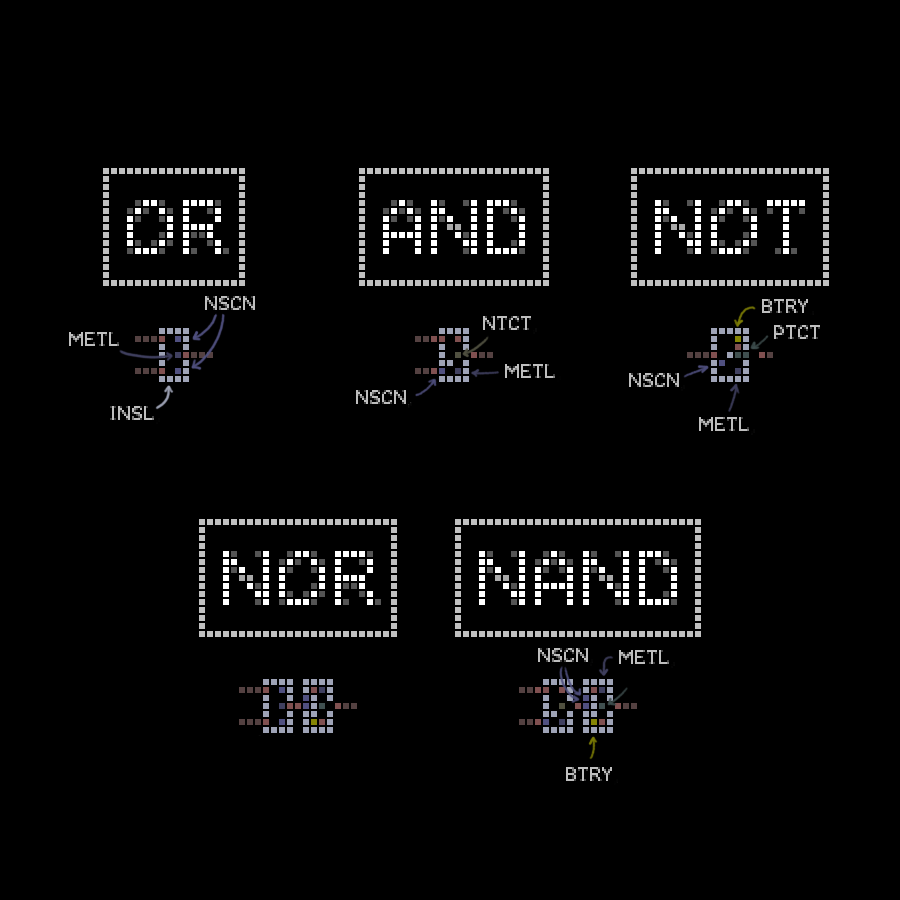 OR
AND
NOT
NSCN
METL
INSL
NTCT
METL
NSCN
BTRY
PTCT
NSCN
METL
NOR
NAND
NSCN
METL
BTRY